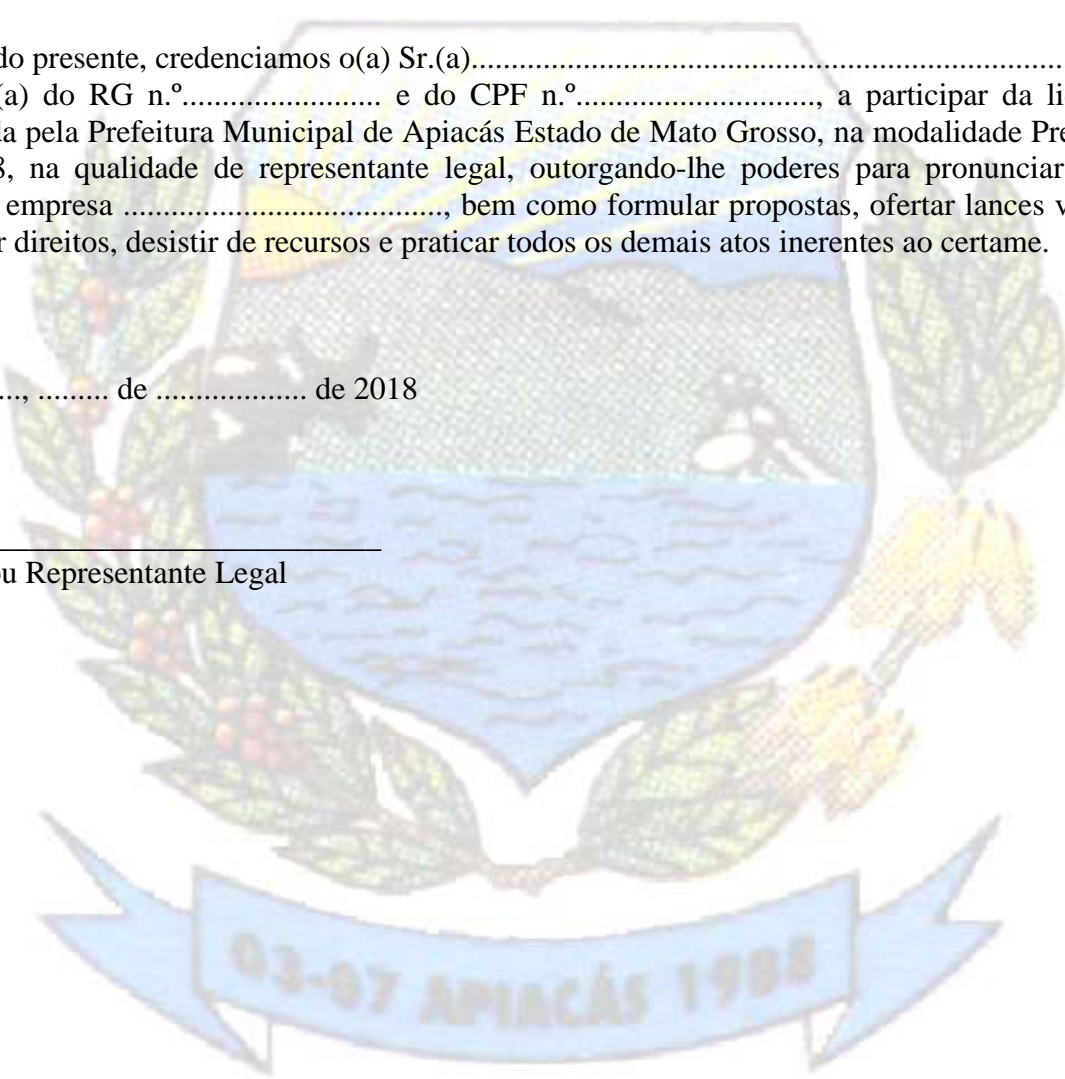 do presente, credenciamos o(a) Sr.(a)..........................................................................
(a) do RG n.º......................... e do CPF n.º.............................., a participar da li
da pela Prefeitura Municipal de Apiacás Estado de Mato Grosso, na modalidade Pre
8, na qualidade de representante legal, outorgando-lhe poderes para pronunciar
empresa ........................................, bem como formular propostas, ofertar lances v
r direitos, desistir de recursos e praticar todos os demais atos inerentes ao certame.
..., ......... de ................... de 2018
________________________
ou Representante Legal
03-07 APIACÁS 1988